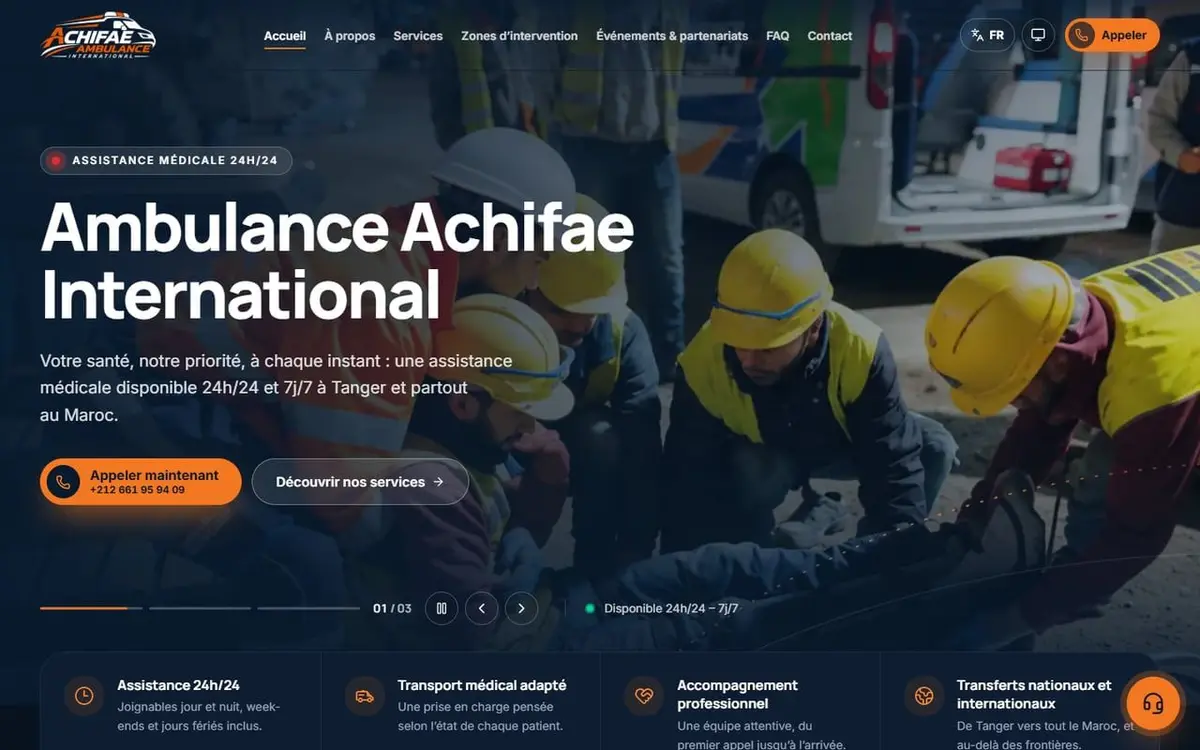 ACHIFAE
AMBULANCE
INTERNATIONAL
Accueil
À propos
Services
Zones d'intervention
Événements & partenariats
FAQ
Contact
FR
Appeler
ASSISTANCE MÉDICALE 24H/24
Ambulance Achifae
International
Votre santé, notre priorité, à chaque instant : une assistance
médicale disponible 24h/24 et 7j/7 à Tanger et partout
au Maroc.
Appeler maintenant
+212 661 95 94 09
Découvrir nos services →
01 / 03
Disponible 24h/24 – 7j/7
Assistance 24h/24
Joignables jour et nuit, week-
ends et jours fériés inclus.
Transport médical adapté
Une prise en charge pensée
selon l'état de chaque patient.
Accompagnement
professionnel
Une équipe attentive, du
premier appel jusqu'à l'arrivée.
Transferts nationaux et
internationaux
De Tanger vers tout le Maroc, et
au-delà des frontières.